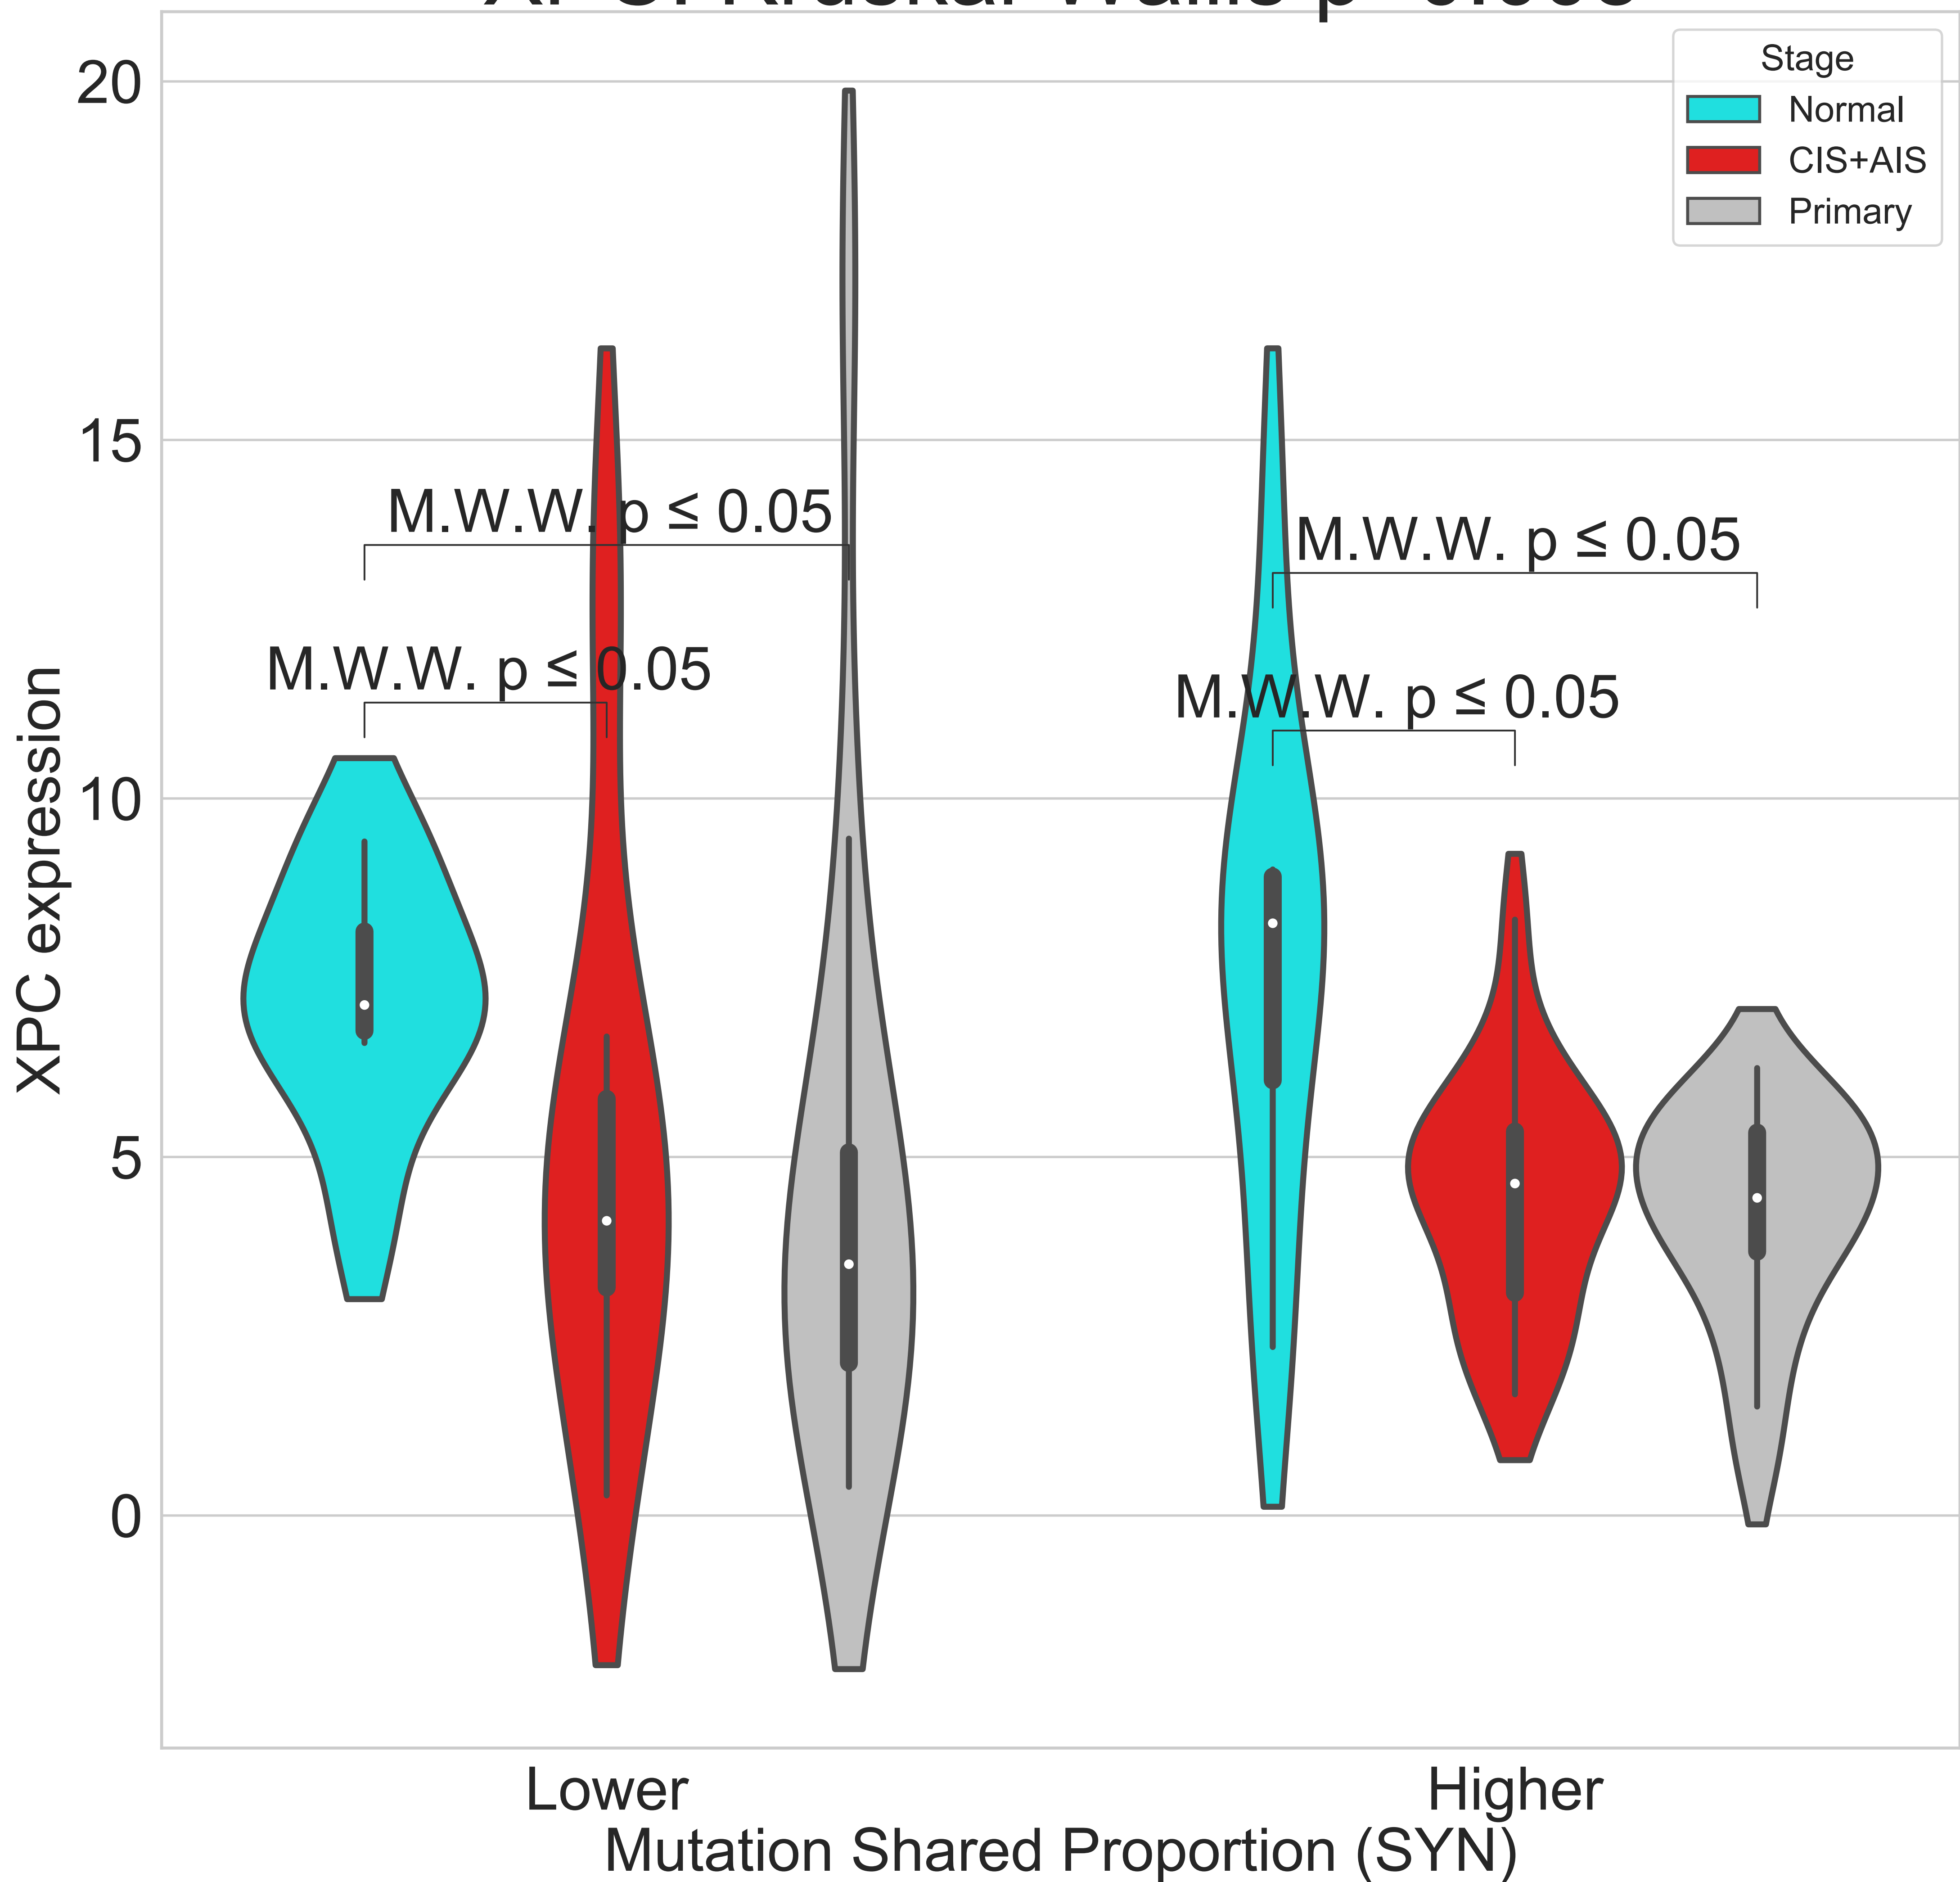 20
15
10
5
0
XPC expression
Stage
Normal
CIS+AIS
Primary
M.W.W. p ≤ 0.05
M.W.W. p ≤ 0.05
M.W.W. p ≤ 0.05
M.W.W. p ≤ 0.05
Lower
Higher
Mutation Shared Proportion (SYN)